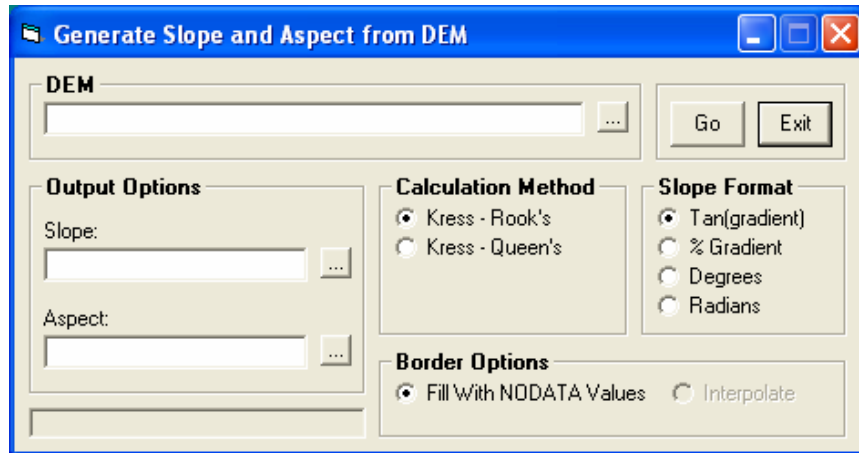 Generate Slope and Aspect from DEM
DEM
...
Go
Exit
Output Options
Slope:
...
Aspect:
...
Calculation Method
Kress - Rook's
Kress - Queen's
Slope Format
Tan(gradient)
% Gradient
Degrees
Radians
Border Options
Fill With NODATA Values
Interpolate